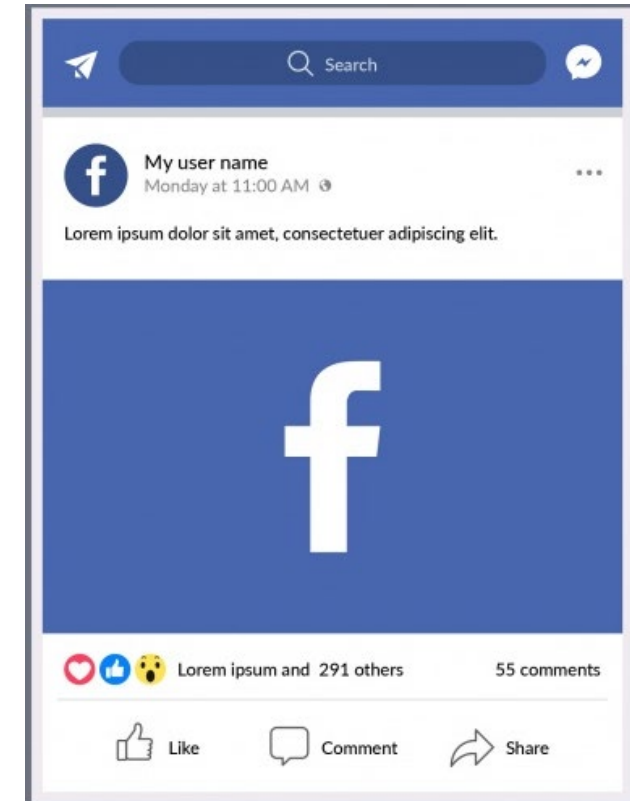 Search
My user name
Monday at 11:00 AM
Lorem ipsum dolor sit amet, consectetuer adipiscing elit.
f
Lorem ipsum and 291 others
55 comments
Like
Comment
Share